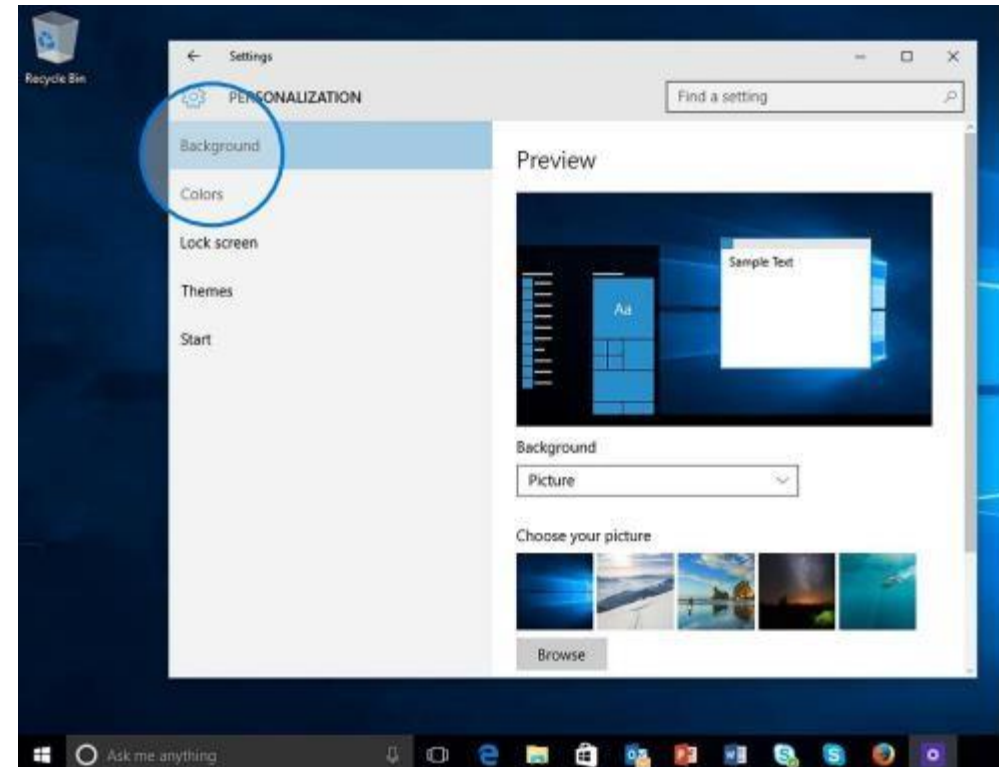 Recycle Bin
Settings
PERSONALIZATION
Find a setting
Background
Colors
Lock screen
Themes
Start
Preview
Sample Text
Aa
Background
Picture
Choose your picture
Browse
Ask me anything